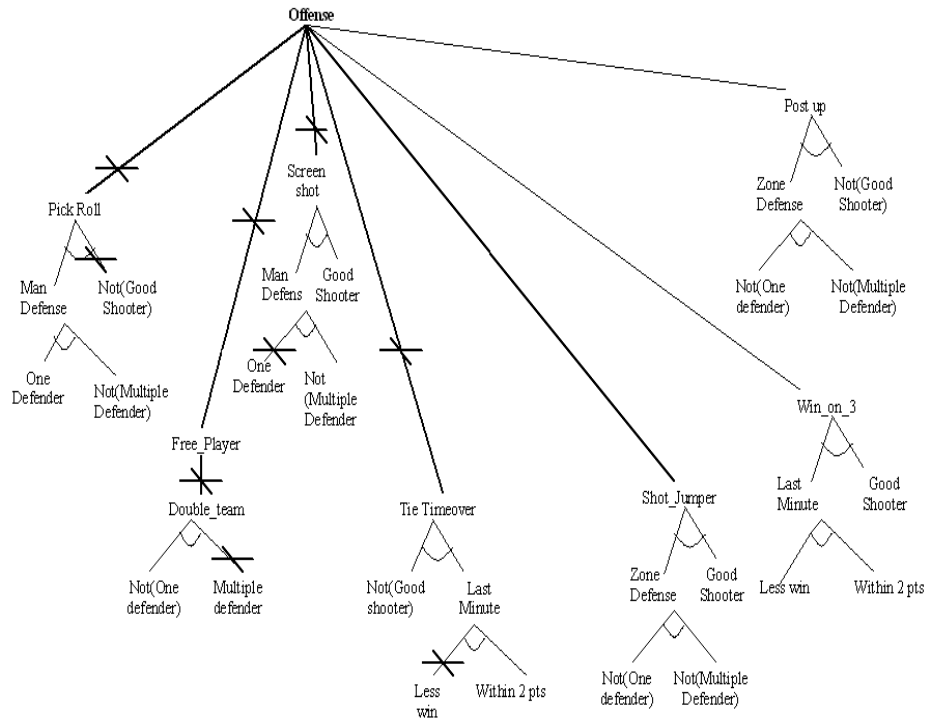 Offense
Post up
Zone
Defense
Not(Good
Shooter)
Not(One
defender)
Not(Multiple
Defender)
Screen
shot
Man
Defens
Good
Shooter
One
Defender
Not
(Multiple
Defender
Pick Roll
Man
Defense
Not(Good
Shooter)
One
Defender
Not(Multiple
Defender)
Win_on_3
Last
Minute
Good
Shooter
Less win
Within 2 pts
Free_Player
Double_team
Not(One
defender)
Multiple
defender
Tie Timeover
Not(Good
shooter)
Last
Minute
Less
win
Within 2 pts
Shot_Jumper
Zone
Defense
Good
Shooter
Not(One
defender)
Not(Multiple
Defender)